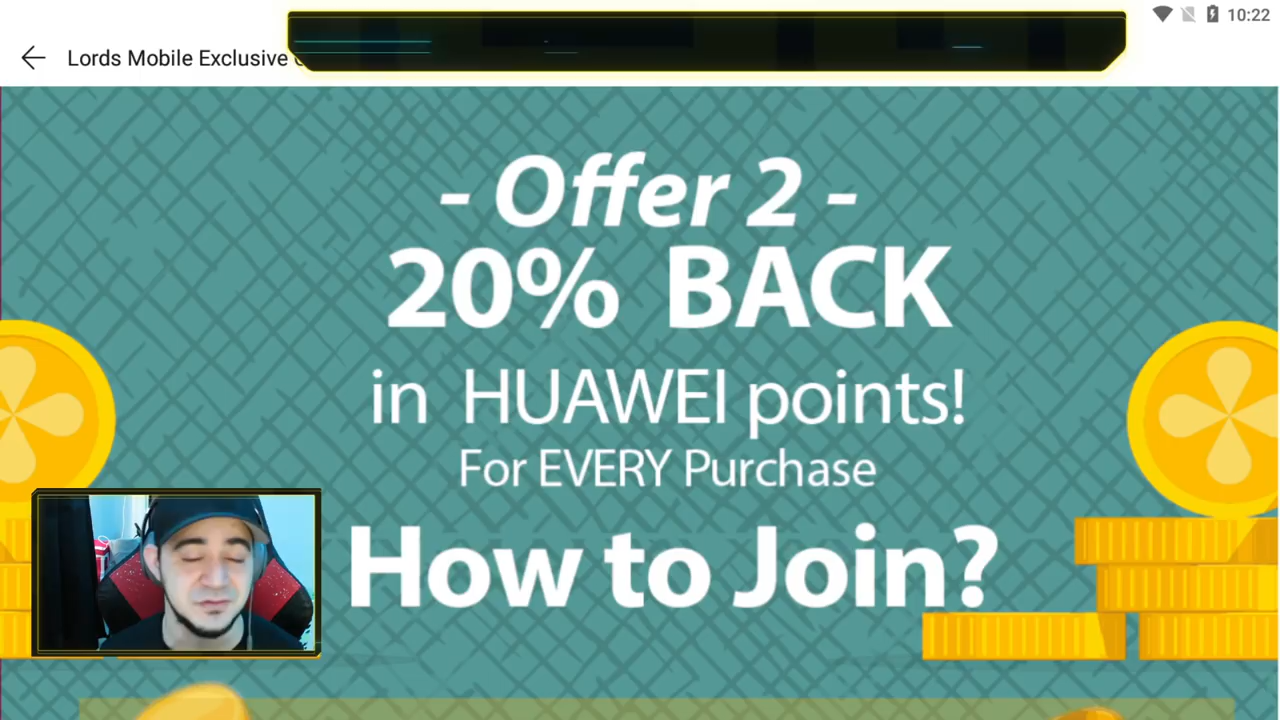 10:22
Lords Mobile Exclusive
- Offer 2 -
20% BACK
in HUAWEI points!
For EVERY Purchase
How to Join?